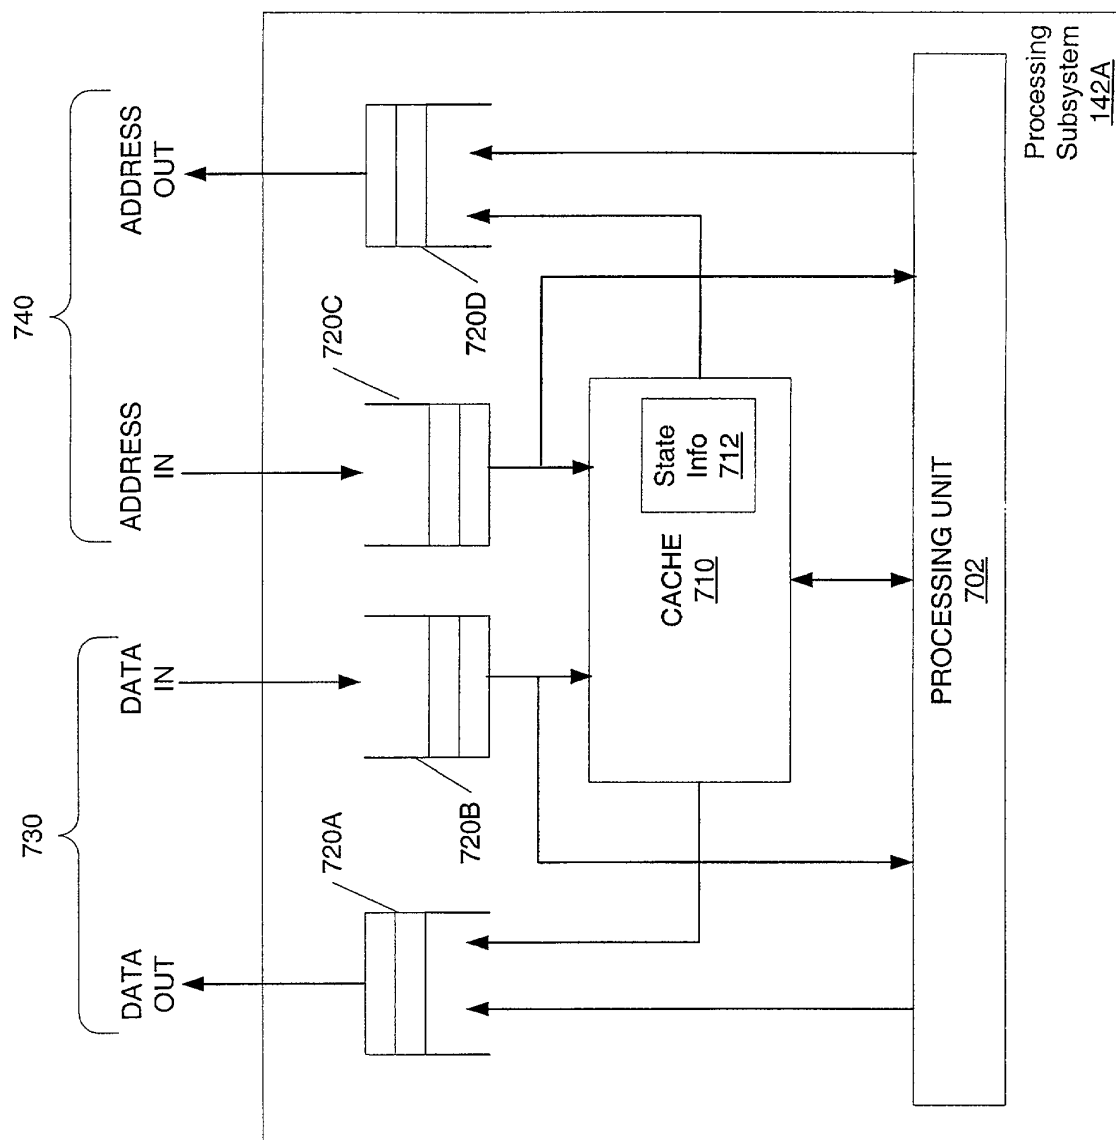 730
740
DATA
OUT
DATA
IN
ADDRESS
IN
ADDRESS
OUT
720A
720B
720C
720D
CACHE
710
State
Info
712
PROCESSING UNIT
702
Processing
Subsystem
142A